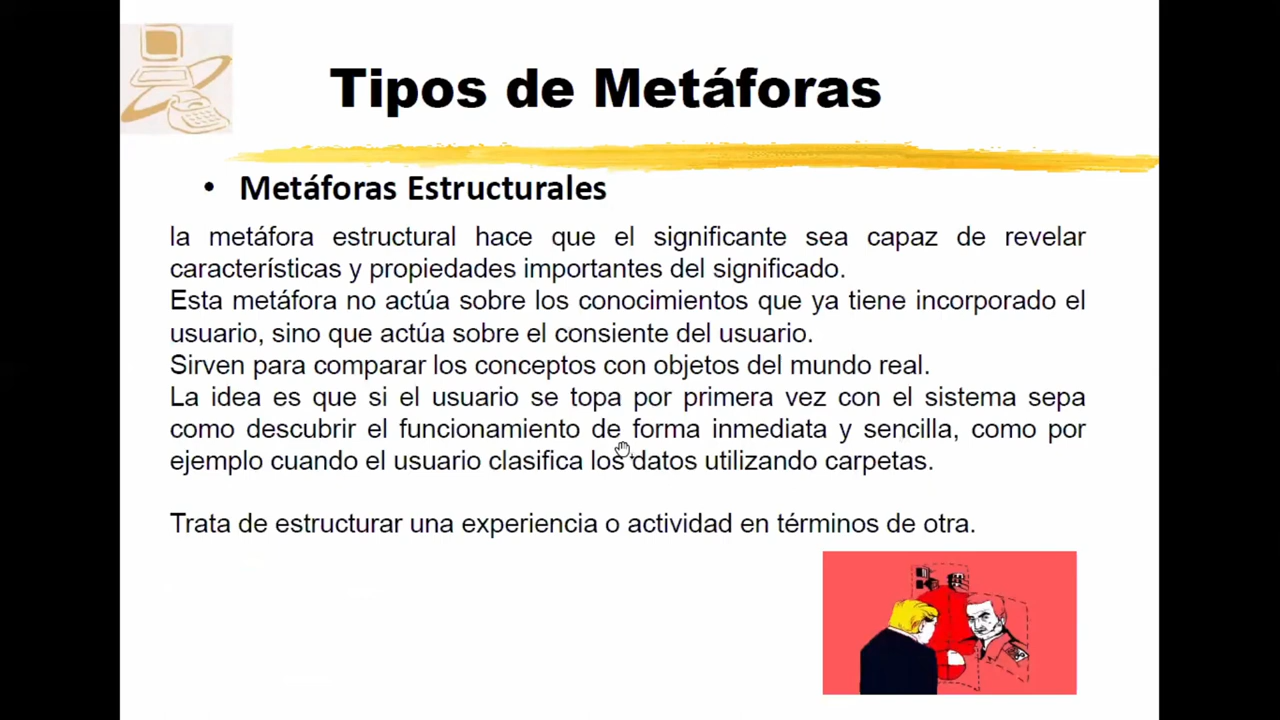 Tipos de Metáforas
• Metáforas Estructurales
la metáfora estructural hace que el significante sea capaz de revelar
características y propiedades importantes del significado.
Esta metáfora no actúa sobre los conocimientos que ya tiene incorporado el
usuario, sino que actúa sobre el consiente del usuario.
Sirven para comparar los conceptos con objetos del mundo real.
La idea es que si el usuario se topa por primera vez con el sistema sepa
como descubrir el funcionamiento de forma inmediata y sencilla, como por
ejemplo cuando el usuario clasifica los datos utilizando carpetas.
Trata de estructurar una experiencia o actividad en términos de otra.